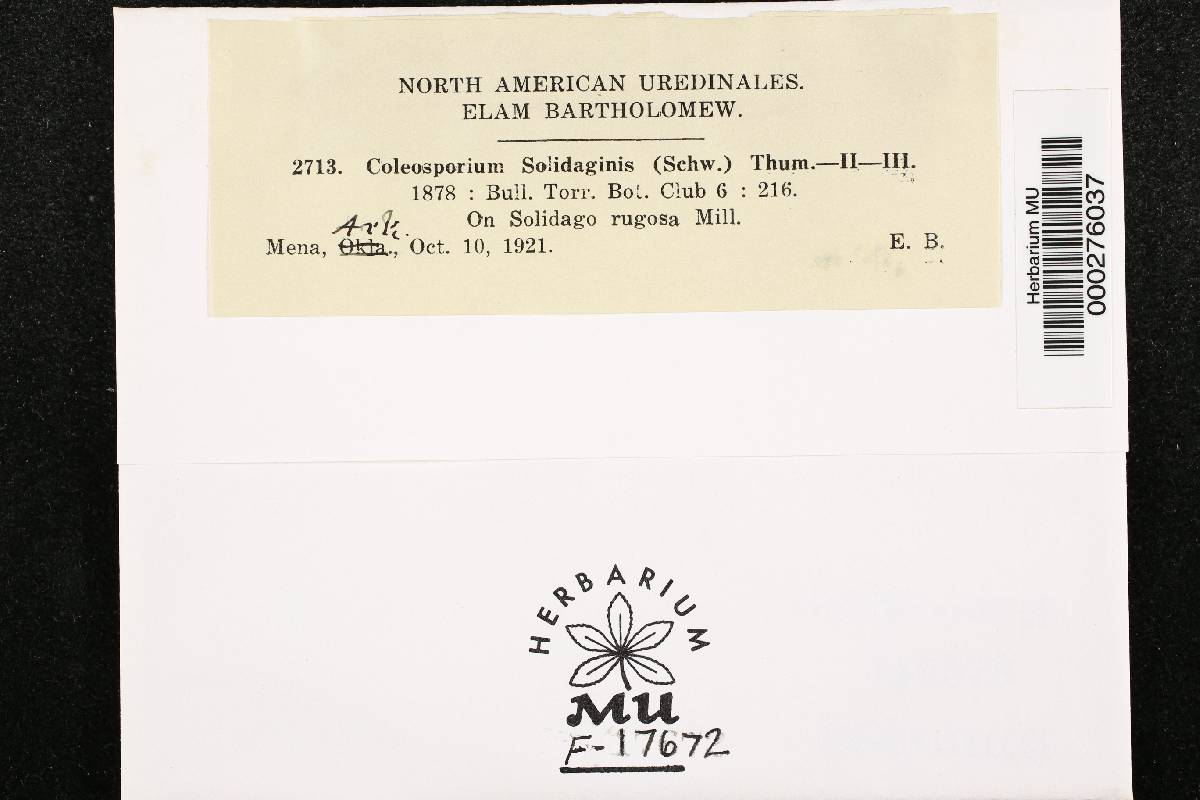 NORTH AMERICAN UREDINALES.
ELAM BARTHOLOMEW.
2713. Coleosporium Solidaginis (Schw.) Thum.—II—III.
1878 : Bull. Torr. Bot. Club 6 : 216.
On Solidago rugosa Mill.
Ark.
Mena, Okla., Oct. 10, 1921. E. B.
Herbarium MU
000276037
HERBARIUM
MU
F-17672